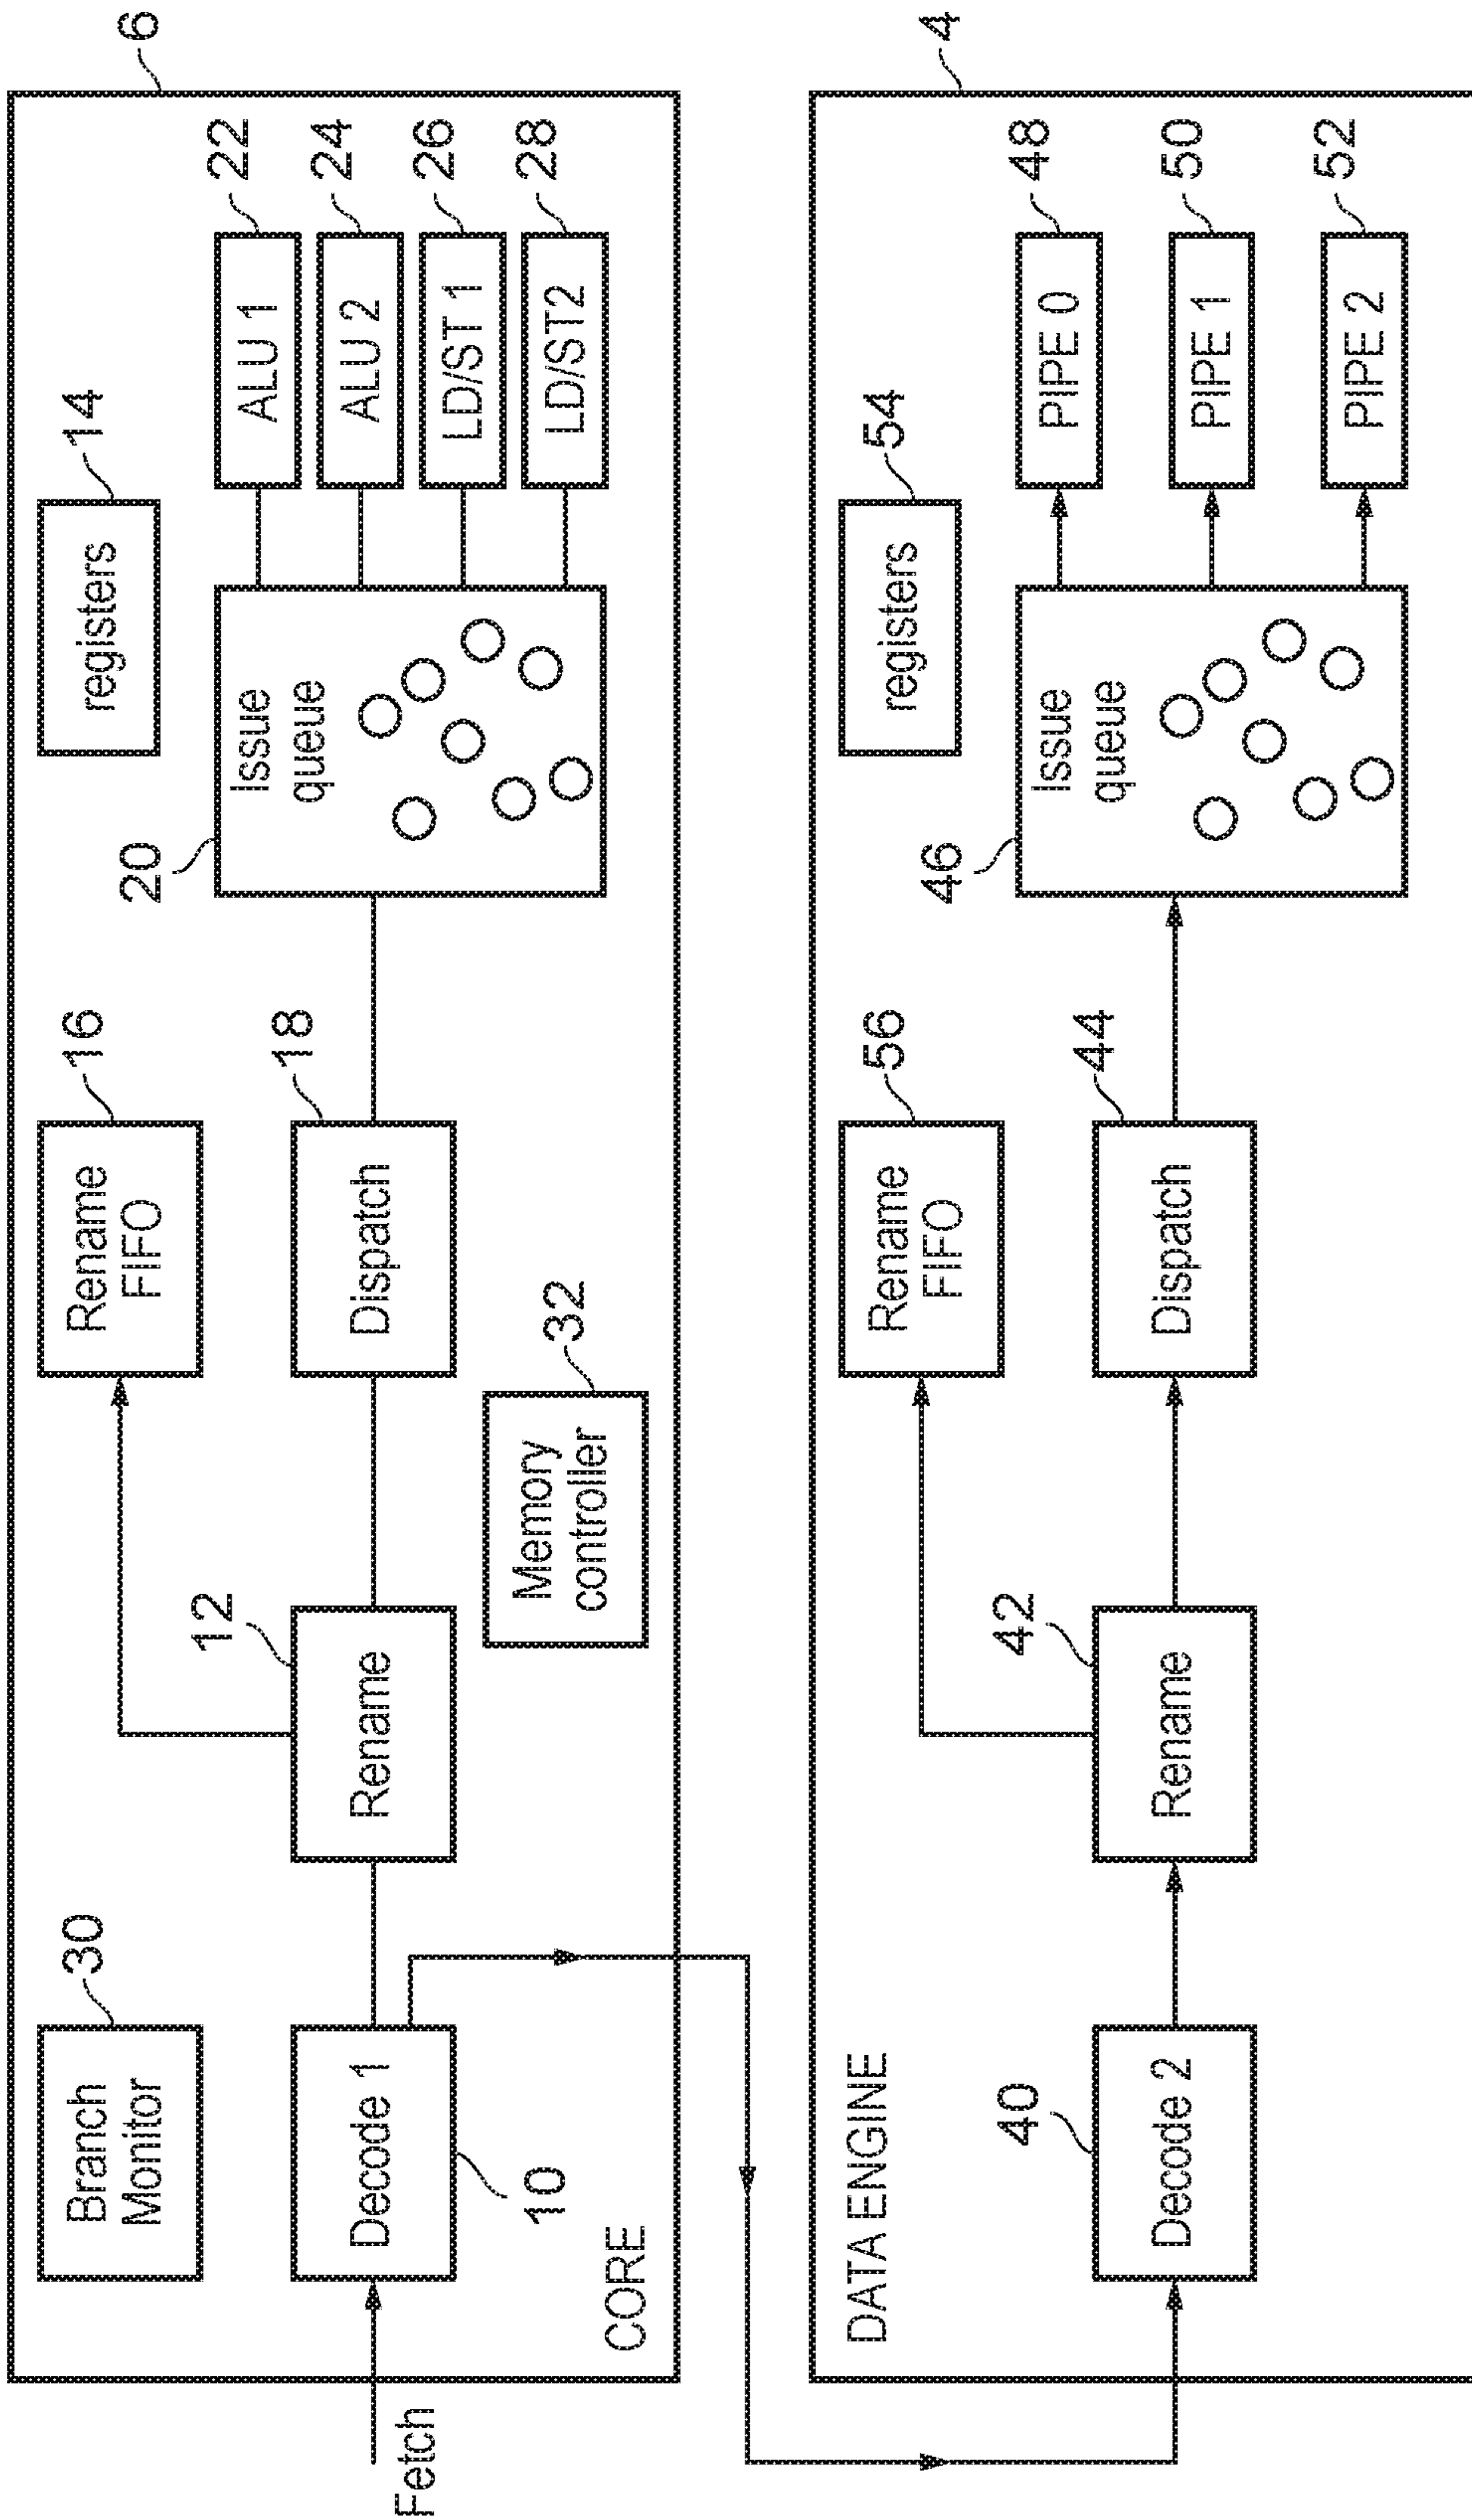 6
Branch
Monitor
30
Rename
FIFO
16
registers
14
12
18
20
Fetch
Decode 1
10
Rename
Dispatch
Issue
queue
ALU 1
22
ALU 2
24
LD/ST 1
26
LD/ST2
28
Memory
controller
32
CORE
4
DATA ENGINE
Rename
FIFO
56
registers
54
40
42
44
46
Decode 2
Rename
Dispatch
Issue
queue
PIPE 0
48
PIPE 1
50
PIPE 2
52